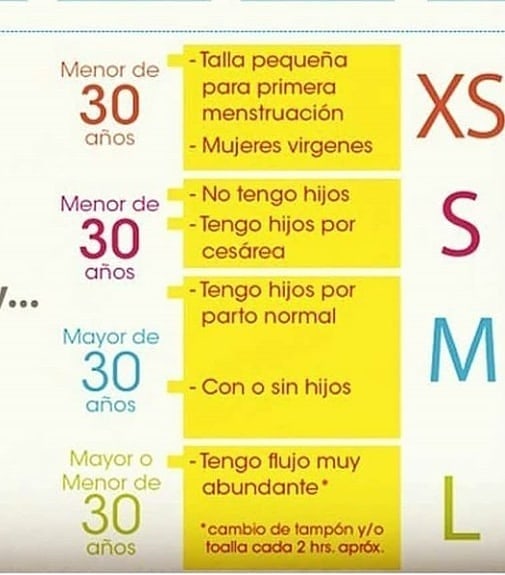 Menor de
30
años
- Talla pequeña
para primera
menstruación
- Mujeres virgenes
XS
Menor de
30
años
- No tengo hijos
- Tengo hijos por
cesárea
S
y...
- Tengo hijos por
parto normal
Mayor de
30
años
- Con o sin hijos
M
Mayor o
Menor de
30
años
- Tengo flujo muy
abundante*
*cambio de tampón y/o
toalla cada 2 hrs. apróx.
L